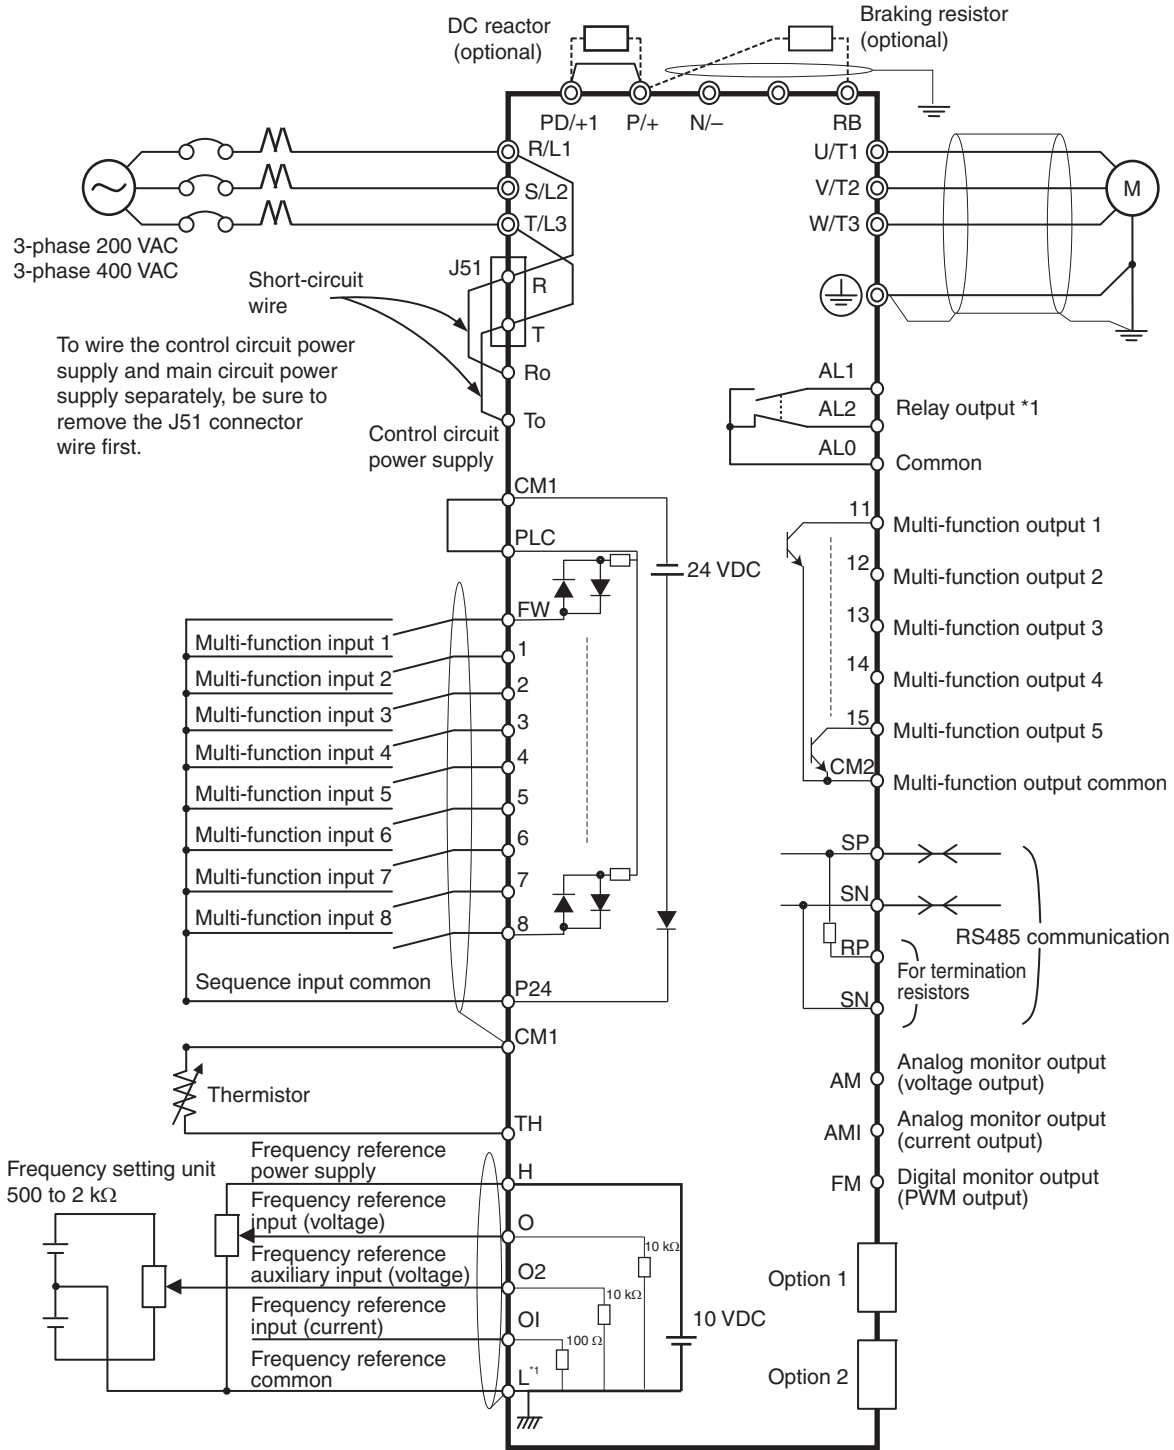 DC reactor
(optional)
Braking resistor
(optional)
PD/+1
P/+
N/–
RB
R/L1
S/L2
T/L3
U/T1
V/T2
W/T3
M
3-phase 200 VAC
3-phase 400 VAC
Short-circuit
wire
J51
R
T
Ro
To
To wire the control circuit power
supply and main circuit power
supply separately, be sure to
remove the J51 connector
wire first.
Control circuit
power supply
AL1
AL2
AL0
Relay output *1
Common
CM1
PLC
24 VDC
FW
1
2
3
4
5
6
7
8
P24
CM1
TH
Multi-function input 1
Multi-function input 2
Multi-function input 3
Multi-function input 4
Multi-function input 5
Multi-function input 6
Multi-function input 7
Multi-function input 8
Sequence input common
Thermistor
11
Multi-function output 1
12
Multi-function output 2
13
Multi-function output 3
14
Multi-function output 4
15
Multi-function output 5
CM2
Multi-function output common
SP
SN
RP
SN
RS485 communication
For termination
resistors
AM
Analog monitor output
(voltage output)
AMI
Analog monitor output
(current output)
FM
Digital monitor output
(PWM output)
Frequency setting unit
500 to 2 kΩ
Frequency reference
power supply
H
Frequency reference
input (voltage)
O
Frequency reference
auxiliary input (voltage)
O2
Frequency reference
input (current)
OI
Frequency reference
common
L*1
10 kΩ
10 kΩ
100 Ω
10 VDC
Option 1
Option 2